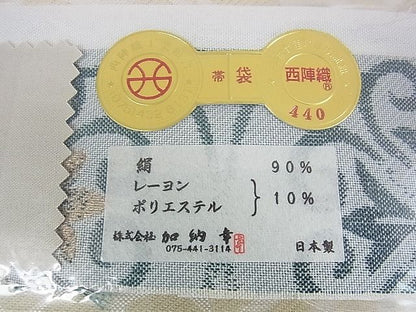 帯 袋 西陣織®
440
絹 90%
レーヨン
ポリエステル } 10%
株式会社 加納幸
075-441-3114 日本製